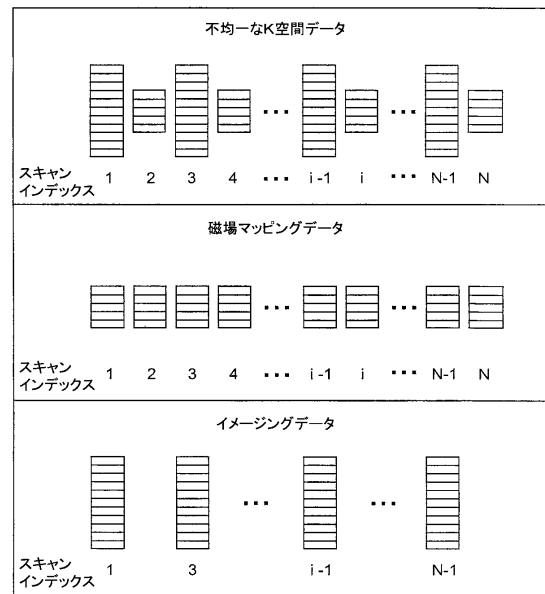 不均一なK空間データ
スキャン
インデックス
1 2 3 4 ••• i-1 i ••• N-1 N
磁場マッピングデータ
スキャン
インデックス
1 2 3 4 ••• i-1 i ••• N-1 N
イメージングデータ
スキャン
インデックス
1 3 i-1 N-1